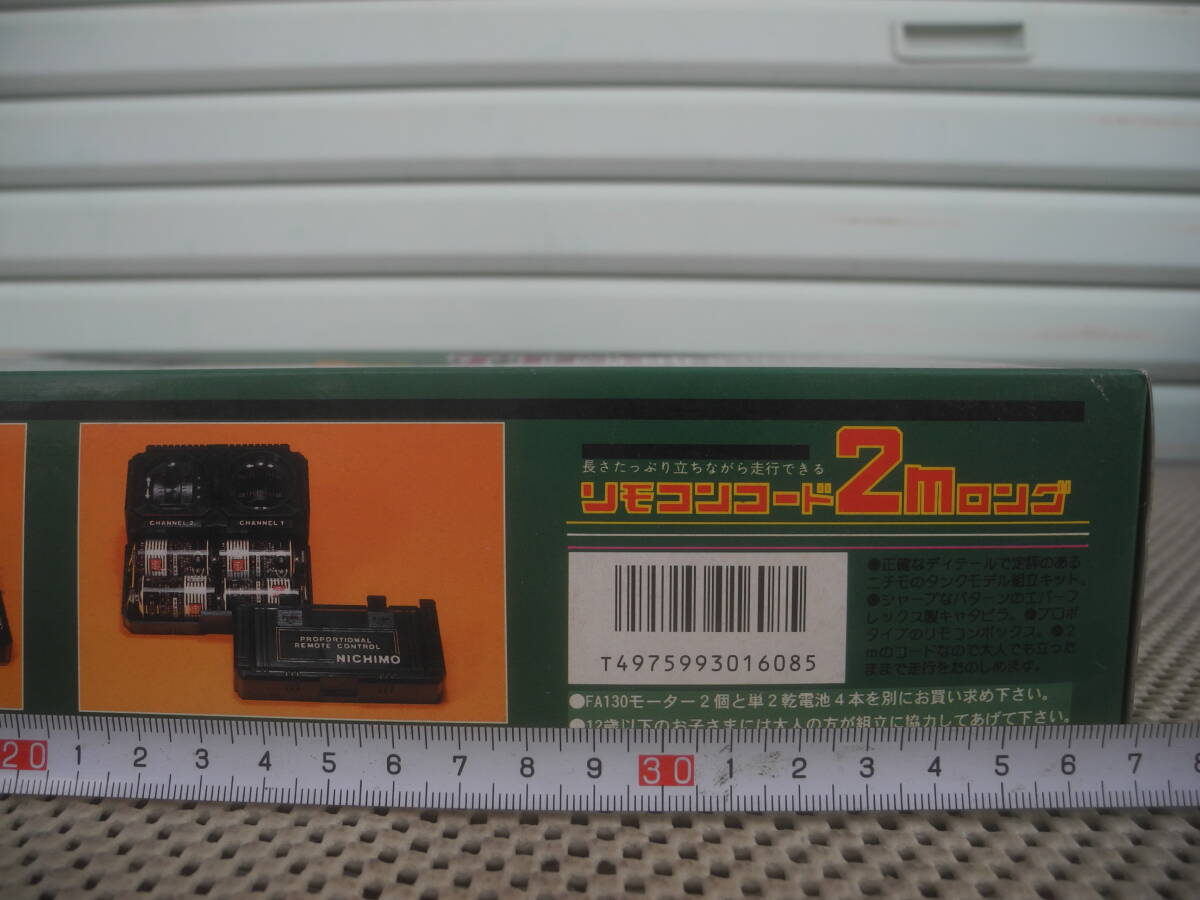 長さたっぷり立ちながら走行できる
リモコンコード2mロング
CHANNEL 2 CHANNEL 1
PROPORTIONAL
REMOTE CONTROL
NICHIMO
T4975993016085
●正確なディテールで定評のある
ニチモのタンクモデル組立キット。
●シャープなパターンのエバーフ
レックス製キャタピラ。●プロポ
タイプのリモコンボックス。●2
mのコードなので大人でも立った
ままで走行をたのしめます。
●FA130モーター2個と単2乾電池4本を別にお買い求め下さい。
●12歳以下のお子さまには大人の方が組立に協力してあげて下さい。
20 1 2 3 4 5 6 7 8 9 30 1 2 3 4 5 6 7 8